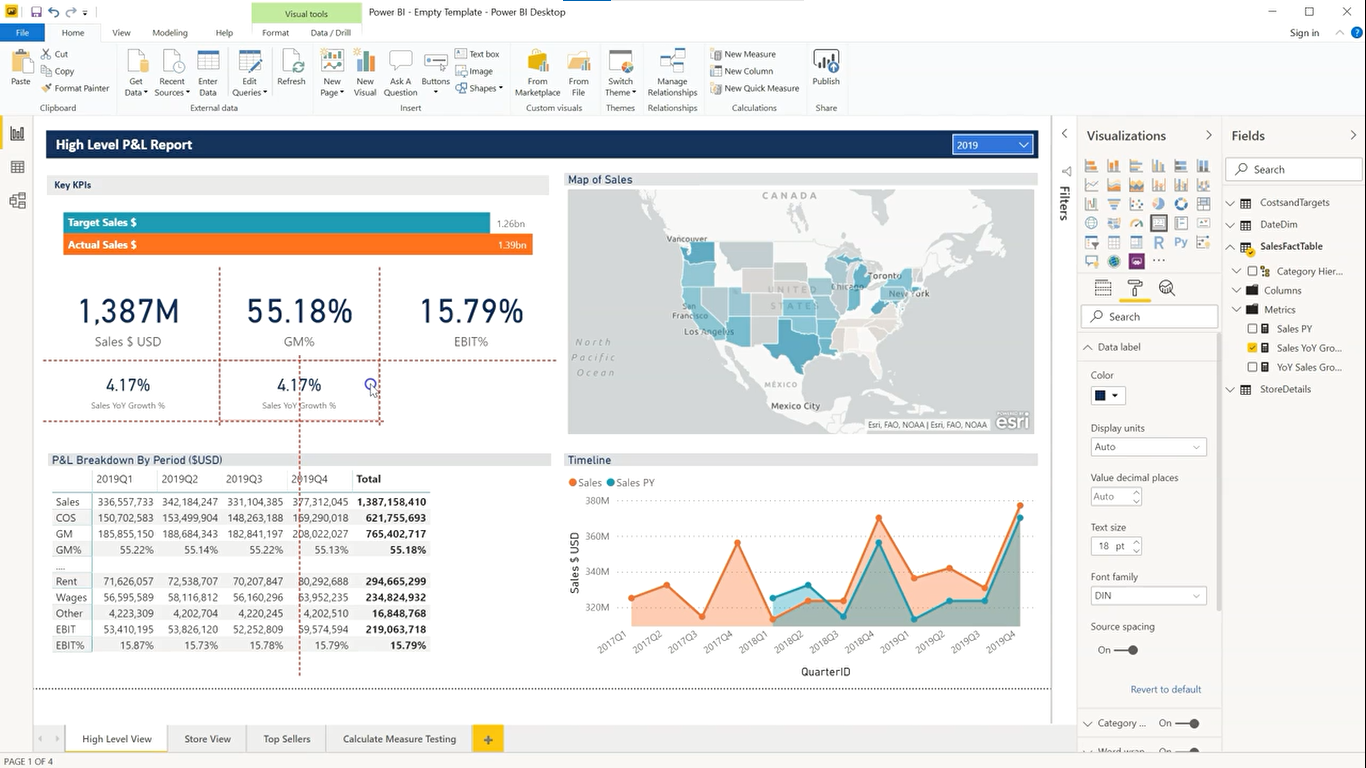 Visual tools
Power BI - Empty Template - Power BI Desktop
File
Home
View
Modeling
Help
Format
Data / Drill
Sign in
Paste
Cut
Copy
Format Painter
Clipboard
Get Data
Recent Sources
Enter Data
External data
Edit Queries
Refresh
New Page
New Visual
Ask A Question
Buttons
Text box
Image
Shapes
Insert
From Marketplace
From File
Custom visuals
Switch Theme
Themes
Manage Relationships
Relationships
New Measure
New Column
New Quick Measure
Calculations
Publish
Share
High Level P&L Report
2019
Key KPIs
Target Sales $
1.26bn
Actual Sales $
1.39bn
1,387M
Sales $ USD
55.18%
GM%
15.79%
EBIT%
4.17%
Sales YoY Growth %
4.17%
Sales YoY Growth %
Map of Sales
CANADA
Vancouver
Toronto
UNITED STATES
Chicago
New York
San Francisco
Los Angeles
North Pacific Ocean
MÉXICO
Mexico City
Esri, FAO, NOAA | Esri, FAO, NOAA
esri
P&L Breakdown By Period ($USD)
2019Q1 2019Q2 2019Q3 2019Q4 Total
Sales 336,557,733 342,184,247 331,104,385 377,312,045 1,387,158,410
COS 150,702,583 153,499,904 148,263,188 169,290,018 621,755,693
GM 185,855,150 188,684,343 182,841,197 208,022,027 765,402,717
GM% 55.22% 55.14% 55.22% 55.13% 55.18%
....
Rent 71,626,057 72,538,707 70,207,847 80,292,688 294,665,299
Wages 56,595,589 58,116,812 56,160,296 63,952,235 234,824,932
Other 4,223,309 4,202,704 4,220,245 4,202,510 16,848,768
EBIT 53,410,195 53,826,120 52,252,809 59,574,594 219,063,718
EBIT% 15.87% 15.73% 15.78% 15.79% 15.79%
Timeline
Sales Sales PY
380M
360M
340M
320M
Sales $ USD
2017Q1 2017Q2 2017Q3 2017Q4 2018Q1 2018Q2 2018Q3 2018Q4 2019Q1 2019Q2 2019Q3 2019Q4
QuarterID
Filters
Visualizations
R Py
Search
Data label
Color
Display units
Auto
Value decimal places
Auto
Text size
18 pt
Font family
DIN
Source spacing
On
Revert to default
Category ... On
Fields
Search
CostsandTargets
DateDim
SalesFactTable
Category Hier...
Columns
Metrics
Sales PY
Sales YoY Gro...
YoY Sales Gro...
StoreDetails
High Level View
Store View
Top Sellers
Calculate Measure Testing
PAGE 1 OF 4